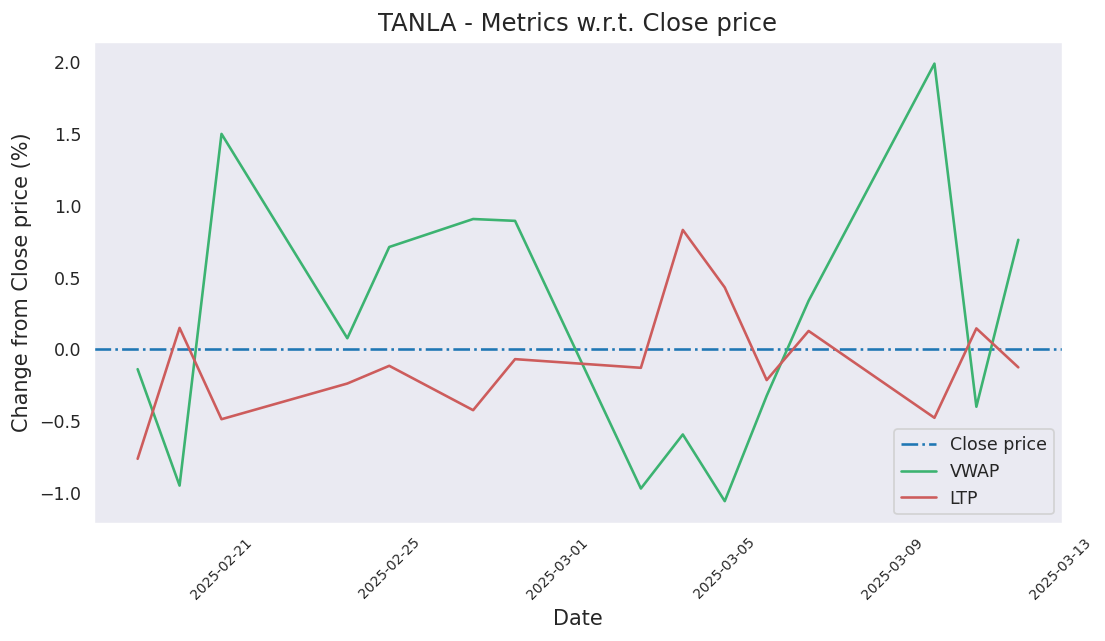 TANLA - Metrics w.r.t. Close price
Change from Close price (%)
2.0
1.5
1.0
0.5
0.0
−0.5
−1.0
Close price
VWAP
LTP
2025-02-21
2025-02-25
2025-03-01
2025-03-05
2025-03-09
2025-03-13
Date